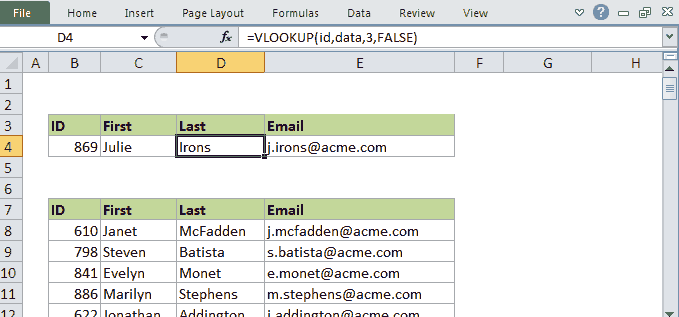 File Home Insert Page Layout Formulas Data Review View
D4 fx =VLOOKUP(id,data,3,FALSE)
A B C D E F G H
1
2
3 ID First Last Email
4 869 Julie Irons j.irons@acme.com
5
6
7 ID First Last Email
8 610 Janet McFadden j.mcfadden@acme.com
9 798 Steven Batista s.batista@acme.com
10 841 Evelyn Monet e.monet@acme.com
11 886 Marilyn Stephens m.stephens@acme.com
12 622 Jonathan Addington j.addington@acme.com